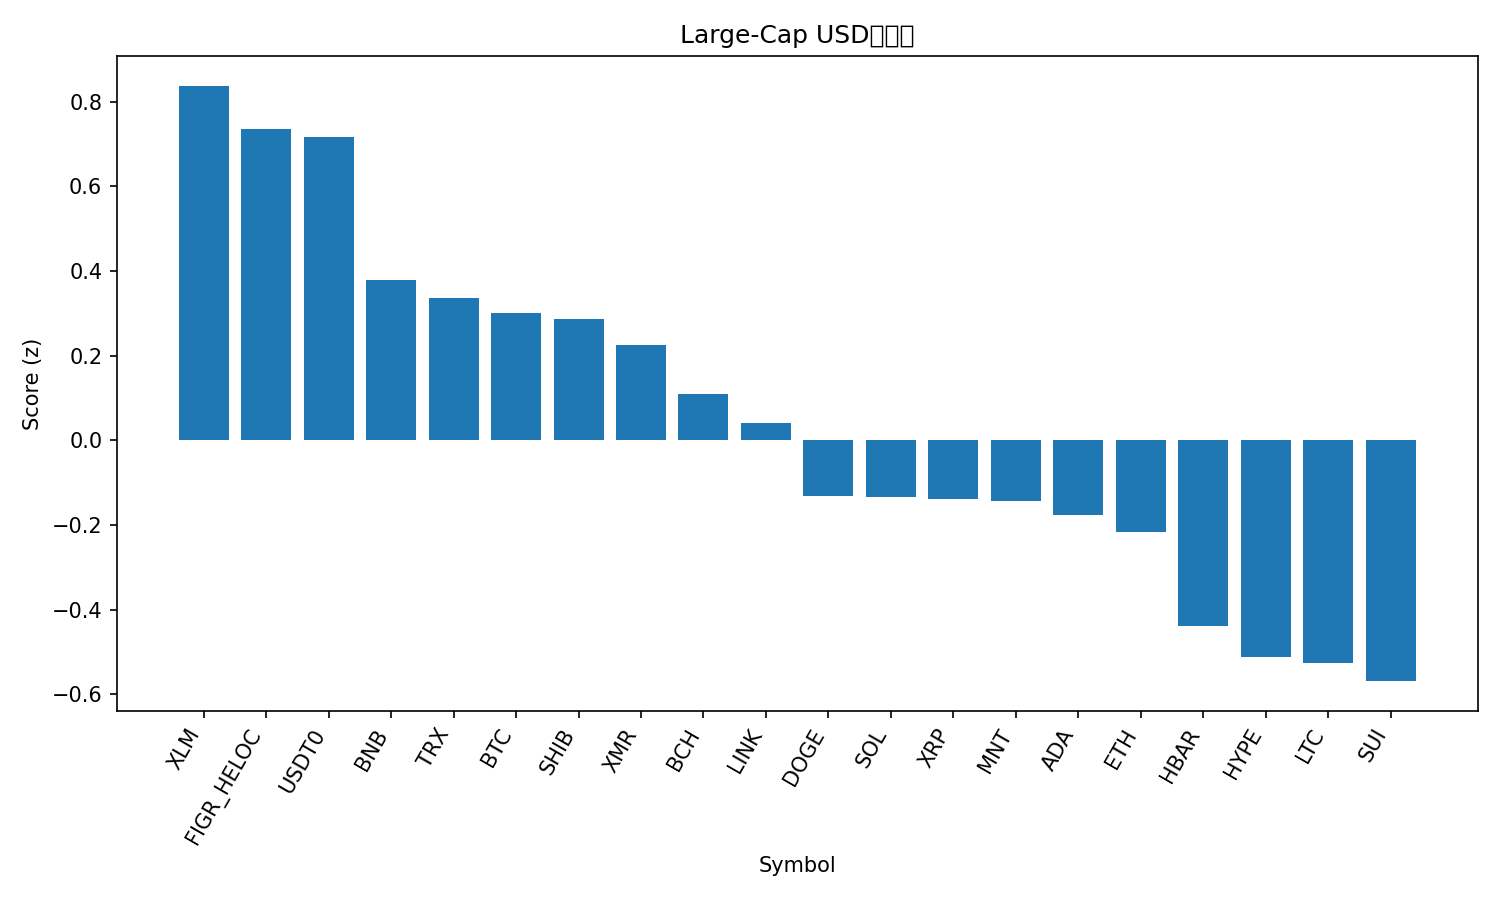 Large-Cap USD
Score (z)
0.8
0.6
0.4
0.2
0.0
−0.2
−0.4
−0.6
XLM
FIGR_HELOC
USDT0
BNB
TRX
BTC
SHIB
XMR
BCH
LINK
DOGE
SOL
XRP
MNT
ADA
ETH
HBAR
HYPE
LTC
SUI
Symbol